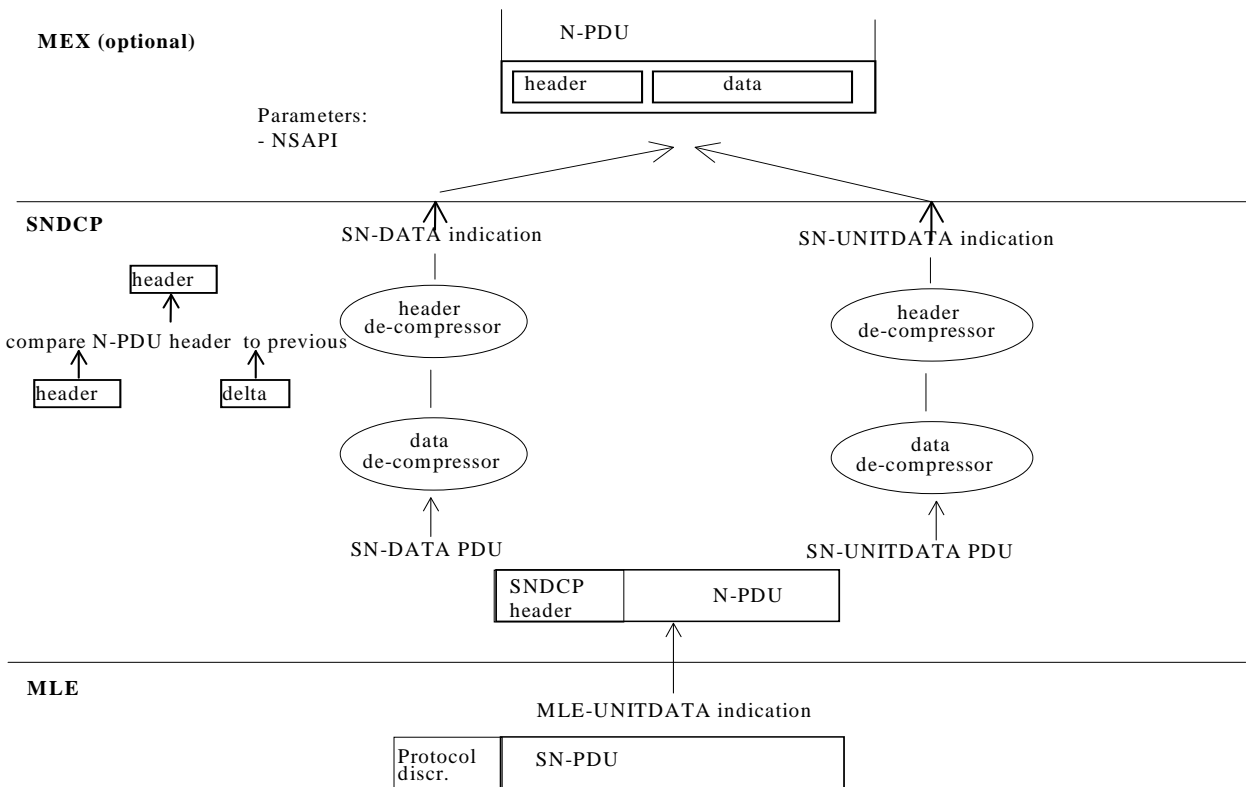 MEX (optional)
N-PDU
header
data
Parameters:
- NSAPI
SNDCP
SN-DATA indication
SN-UNITDATA indication
header
compare N-PDU header to previous
header
delta
header
de-compressor
header
de-compressor
data
de-compressor
data
de-compressor
SN-DATA PDU
SN-UNITDATA PDU
SNDCP
header
N-PDU
MLE
MLE-UNITDATA indication
Protocol
discr.
SN-PDU